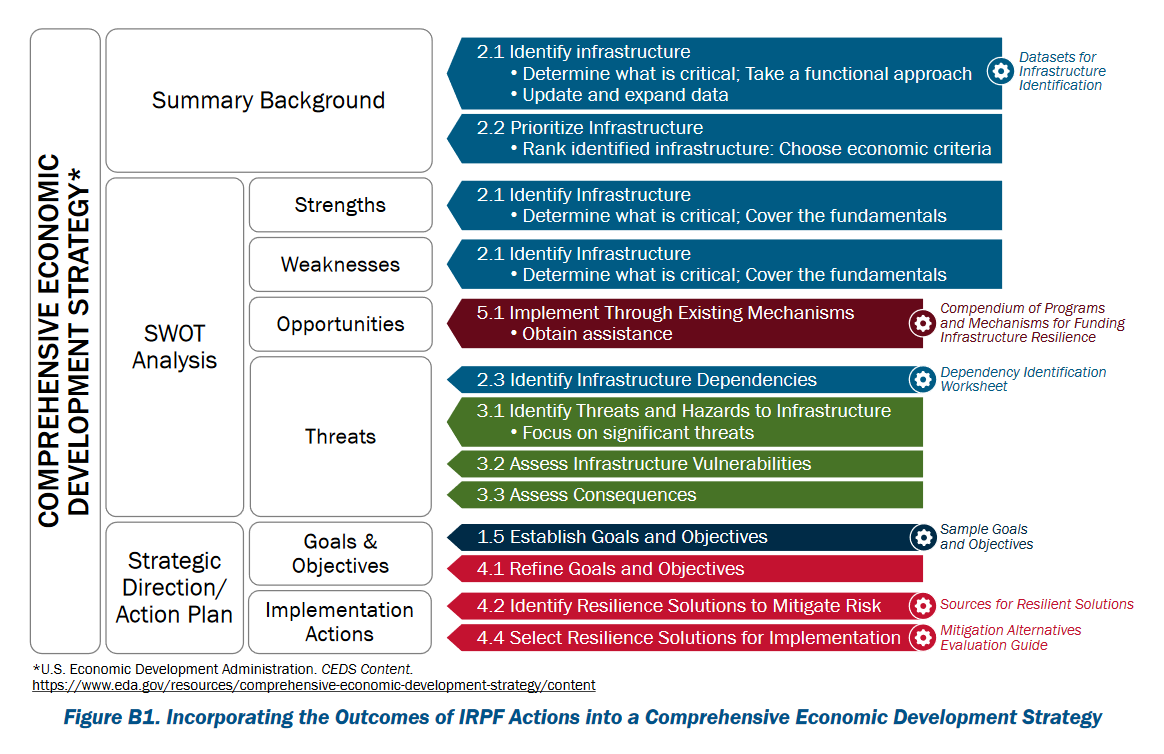 COMPREHENSIVE ECONOMIC
DEVELOPMENT STRATEGY*
Summary Background
2.1 Identify infrastructure
• Determine what is critical; Take a functional approach
• Update and expand data
Datasets for
Infrastructure
Identification
2.2 Prioritize Infrastructure
• Rank identified infrastructure: Choose economic criteria
SWOT
Analysis
Strengths
2.1 Identify Infrastructure
• Determine what is critical; Cover the fundamentals
Weaknesses
2.1 Identify Infrastructure
• Determine what is critical; Cover the fundamentals
Opportunities
5.1 Implement Through Existing Mechanisms
• Obtain assistance
Compendium of Programs
and Mechanisms for Funding
Infrastructure Resilience
Threats
2.3 Identify Infrastructure Dependencies
Dependency Identification
Worksheet
3.1 Identify Threats and Hazards to Infrastructure
• Focus on significant threats
3.2 Assess Infrastructure Vulnerabilities
3.3 Assess Consequences
Strategic
Direction/
Action Plan
Goals &
Objectives
1.5 Establish Goals and Objectives
Sample Goals
and Objectives
4.1 Refine Goals and Objectives
Implementation
Actions
4.2 Identify Resilience Solutions to Mitigate Risk
Sources for Resilient Solutions
4.4 Select Resilience Solutions for Implementation
Mitigation Alternatives
Evaluation Guide
*U.S. Economic Development Administration. CEDS Content.
https://www.eda.gov/resources/comprehensive-economic-development-strategy/content
Figure B1. Incorporating the Outcomes of IRPF Actions into a Comprehensive Economic Development Strategy